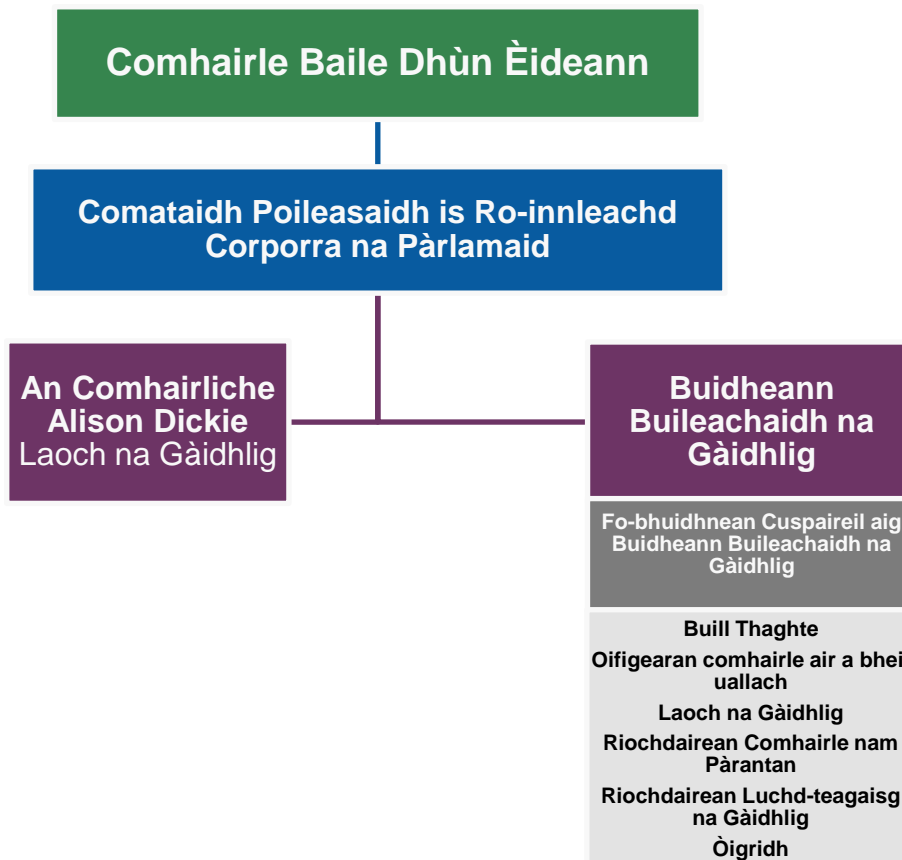 Comhairle Baile Dhùn Èideann
Comataidh Poileasaidh is Ro-innleachd
Corporra na Pàrlamaid
An Comhairliche
Alison Dickie
Laoch na Gàidhlig
Buidheann
Buileachaidh na
Gàidhlig
Fo-bhuidhnean Cuspaireil aig
Buidheann Buileachaidh na
Gàidhlig
Buill Thaghte
Oifigearan comhairle air a bhei
uallach
Laoch na Gàidhlig
Riochdairean Comhairle nam
Pàrantan
Riochdairean Luchd-teagaisg
na Gàidhlig
Òigridh